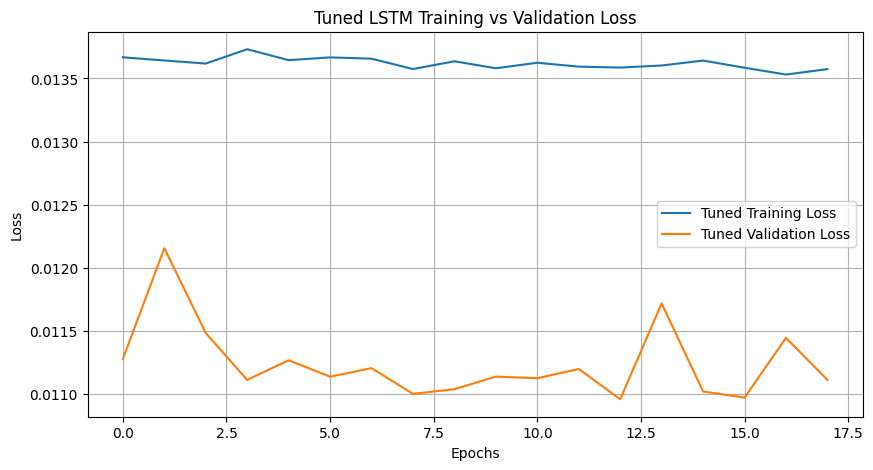 Tuned LSTM Training vs Validation Loss
0.0135
0.0130
0.0125
0.0120
0.0115
0.0110
Loss
Tuned Training Loss
Tuned Validation Loss
0.0 2.5 5.0 7.5 10.0 12.5 15.0 17.5
Epochs